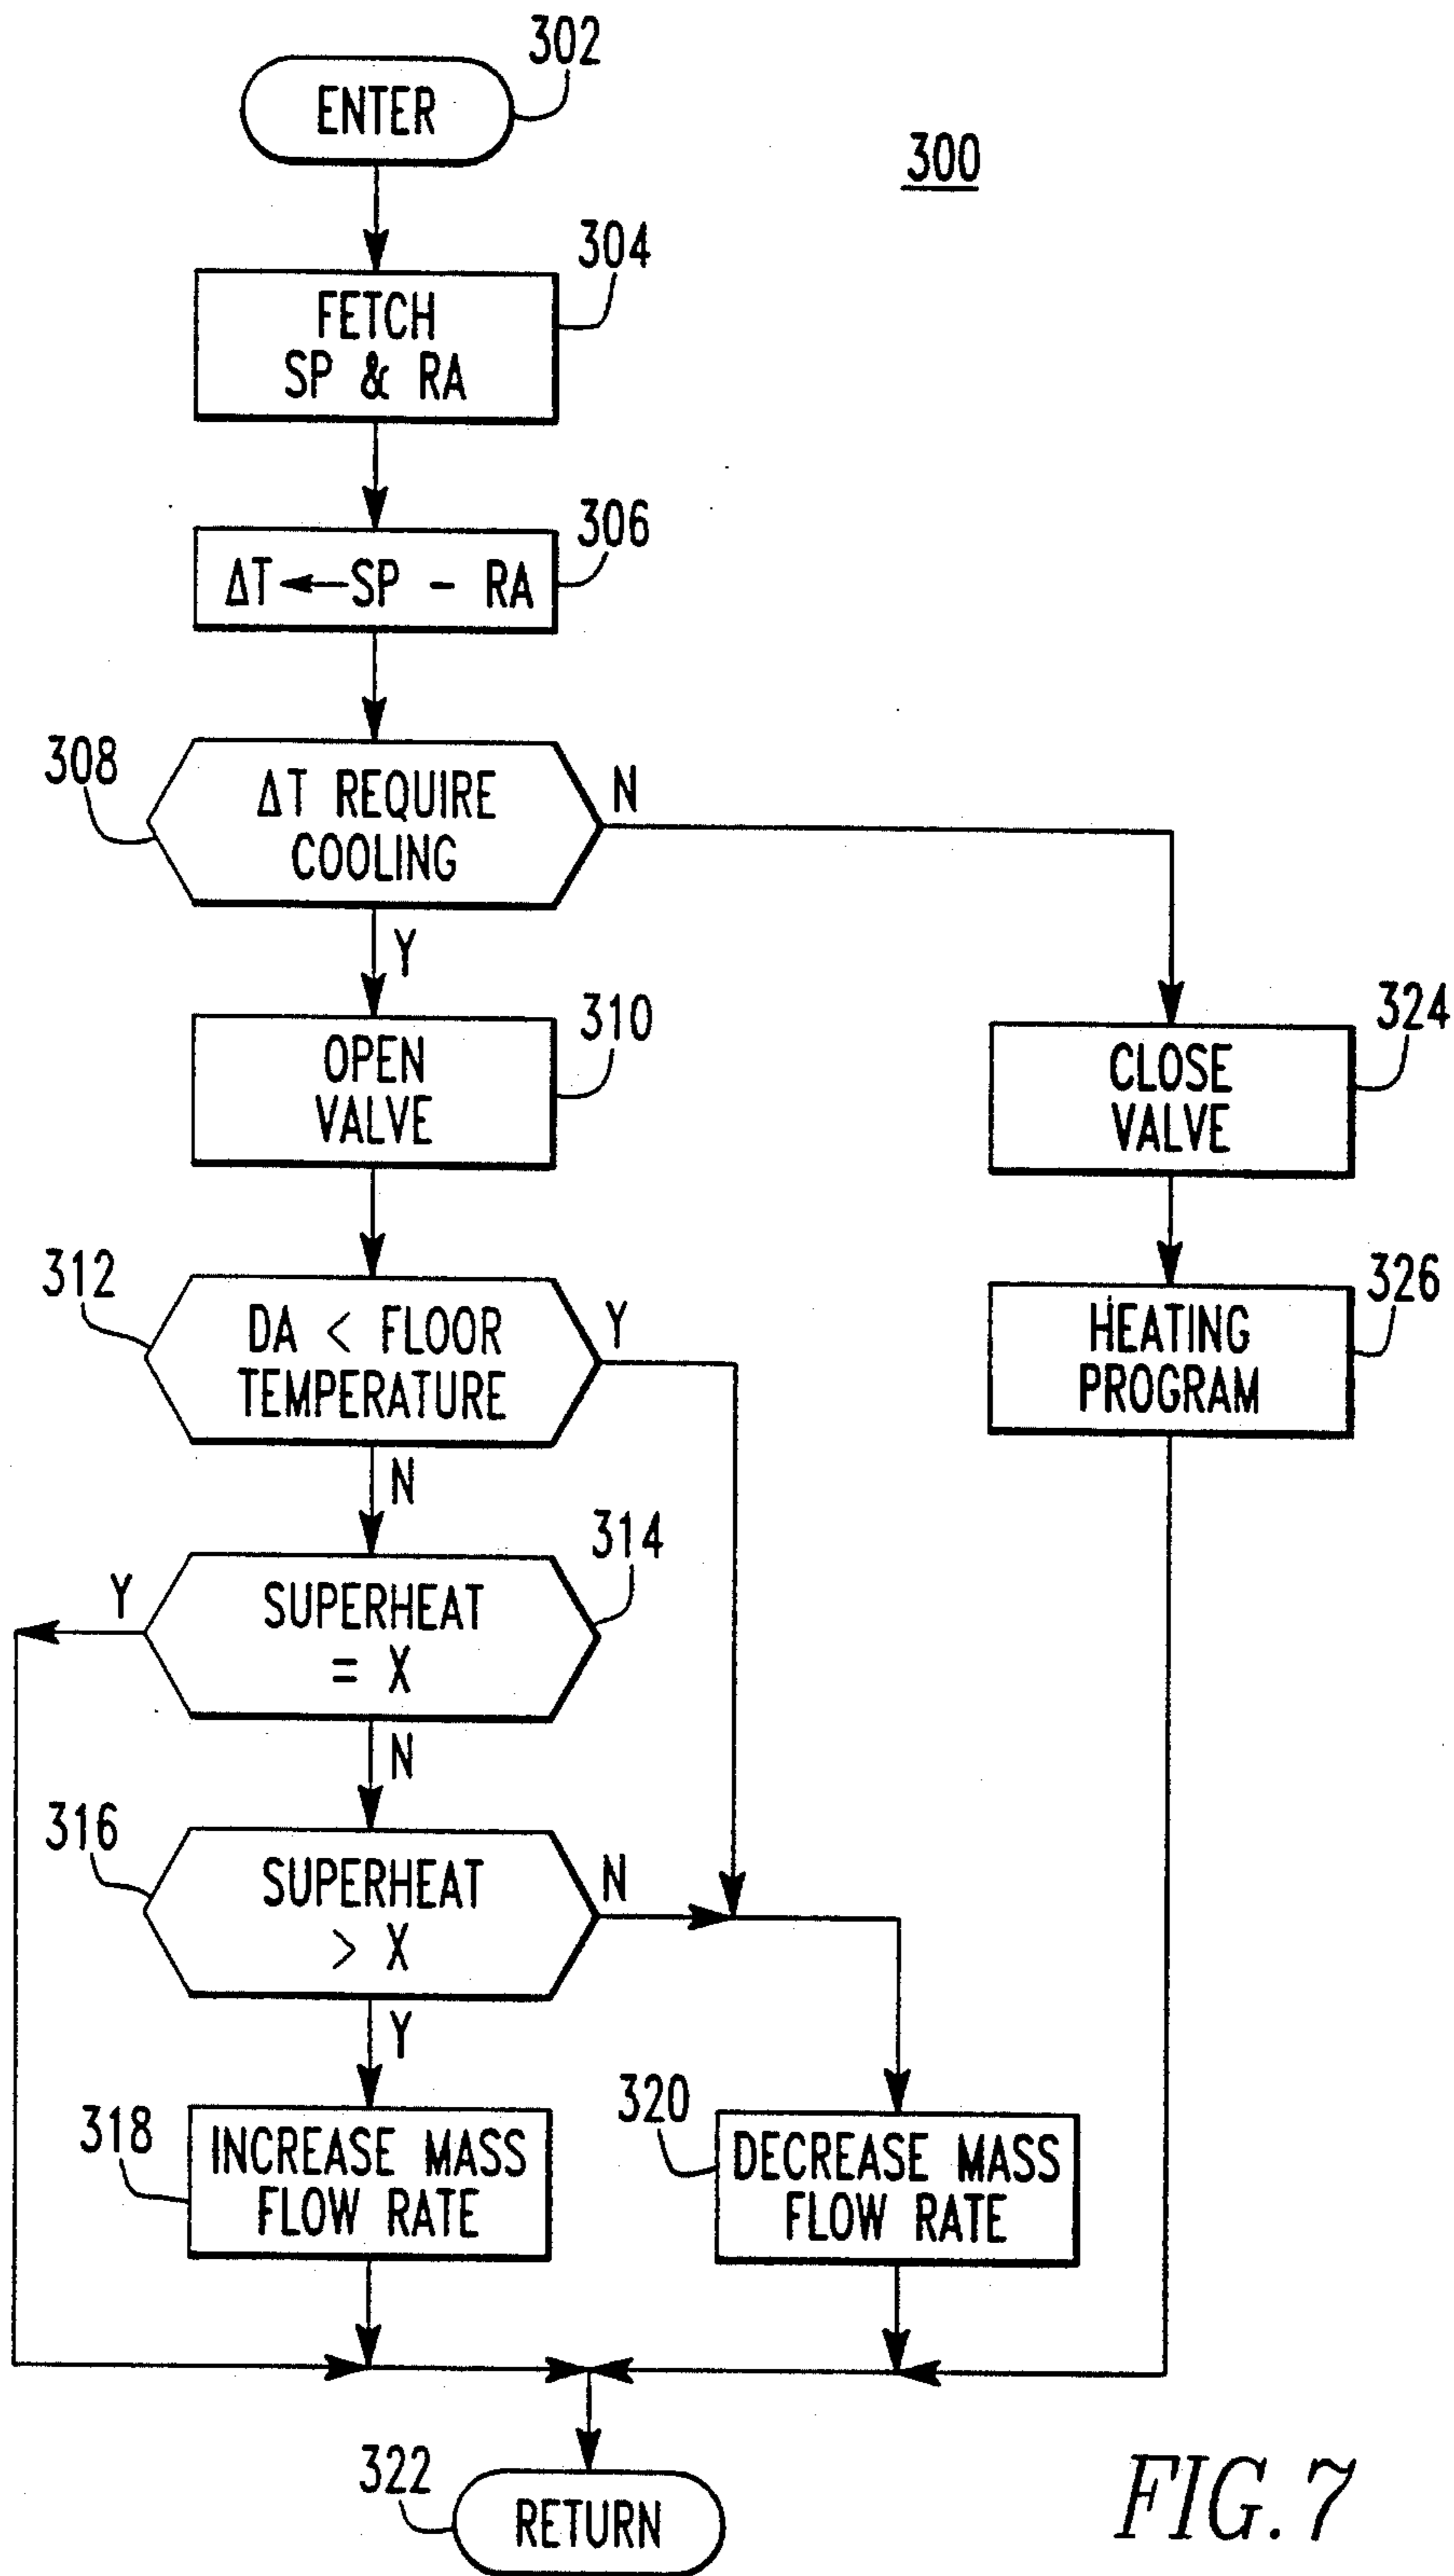 302
ENTER
300
304
FETCH
SP & RA
306
ΔT ← SP - RA
308
ΔT REQUIRE
COOLING
N
Y
310
OPEN
VALVE
324
CLOSE
VALVE
312
DA < FLOOR
TEMPERATURE
Y
N
326
HEATING
PROGRAM
314
SUPERHEAT
= X
Y
N
316
SUPERHEAT
> X
N
Y
318
INCREASE MASS
FLOW RATE
320
DECREASE MASS
FLOW RATE
322
RETURN
FIG. 7